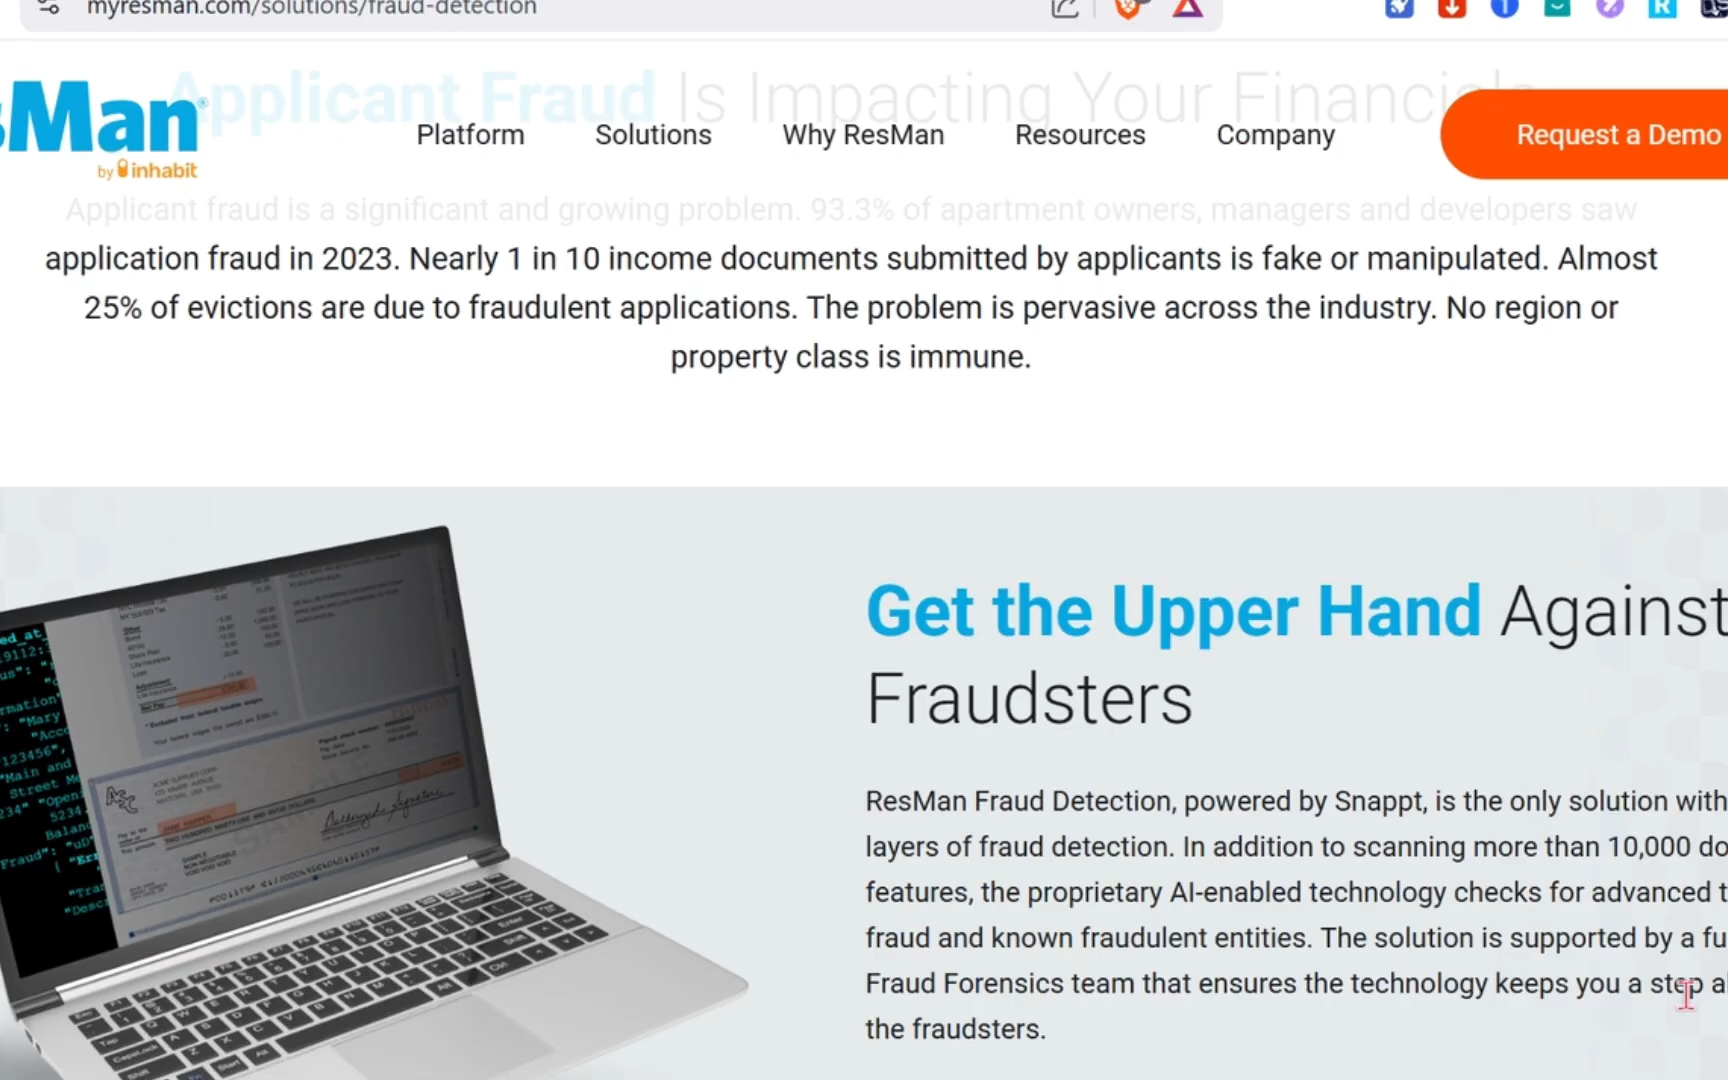 myresman.com/solutions/fraud-detection
Applicant Fraud Is Impacting Your Financials
sMan
by inhabit
Platform
Solutions
Why ResMan
Resources
Company
Request a Demo
Applicant fraud is a significant and growing problem. 93.3% of apartment owners, managers and developers saw
application fraud in 2023. Nearly 1 in 10 income documents submitted by applicants is fake or manipulated. Almost
25% of evictions are due to fraudulent applications. The problem is pervasive across the industry. No region or
property class is immune.
Get the Upper Hand Against
Fraudsters
ResMan Fraud Detection, powered by Snappt, is the only solution with
layers of fraud detection. In addition to scanning more than 10,000 do
features, the proprietary AI-enabled technology checks for advanced t
fraud and known fraudulent entities. The solution is supported by a fu
Fraud Forensics team that ensures the technology keeps you a step a
the fraudsters.